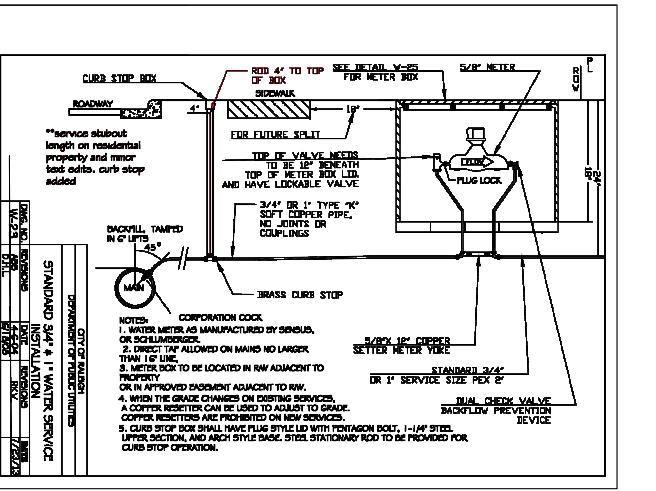 CURB STOP BOX
ROD 4" TO TOP
OF BOX
SEE DETAIL W-25
FOR METER BOX
5/8" METER
P
L
R
O
W
ROADWAY
SIDEWALK
4"
18"
**service stubout
length on residential
property and minor
text edits. curb stop
added
FOR FUTURE SPLIT
TOP OF VALVE NEEDS
TO BE 12" BENEATH
TOP OF METER BOX LID.
AND HAVE LOCKABLE VALVE
FLOW
PLUG LOCK
18"
24"
3/4" OR 1" TYPE "K"
SOFT COPPER PIPE,
NO JOINTS OR
COUPLINGS
BACKFILL TAMPED
IN 6" LIFTS
45°
MAIN
BRASS CURB STOP
CORPORATION COCK
5/8"X 12" COPPER
SETTER METER YOKE
STANDARD 3/4"
OR 1" SERVICE SIZE PEX 2"
DUAL CHECK VALVE
BACKFLOW PREVENTION
DEVICE
NOTES:
1. WATER METER AS MANUFACTURED BY SENSUS,
OR SCHLUMBERGER.
2. DIRECT TAP ALLOWED ON MAINS NO LARGER
THAN 16" LINE,
3. METER BOX TO BE LOCATED IN R/W ADJACENT TO
PROPERTY
OR IN APPROVED EASEMENT ADJACENT TO R/W.
4. WHEN THE GRADE CHANGES ON EXISTING SERVICES,
A COPPER RESETTER CAN BE USED TO ADJUST TO GRADE.
COPPER RESETTERS ARE PROHIBITED ON NEW SERVICES.
5. CURB STOP BOX SHALL HAVE PLUG STYLE LID WITH PENTAGON BOLT, 1-1/4" STEEL
UPPER SECTION, AND ARCH STYLE BASE. STEEL STATIONARY ROD TO BE PROVIDED FOR
CURB STOP OPERATION.
CITY OF RALEIGH
DEPARTMENT OF PUBLIC UTILITIES
STANDARD 3/4" & 1" WATER SERVICE
INSTALLATION
DWG. NO.
REVISIONS
DATE
REVISIONS
DATE
W-23